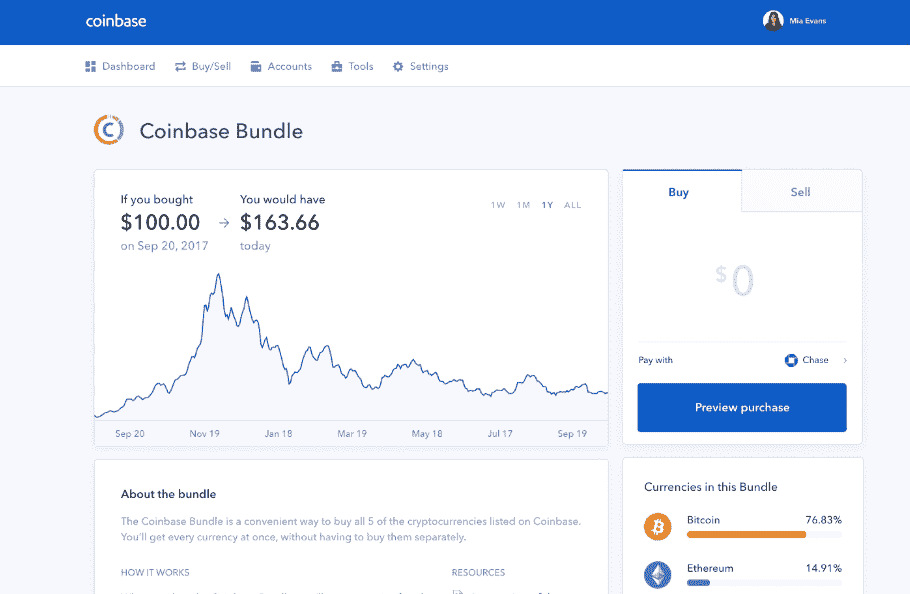 coinbase
Mia Evans
Dashboard
Buy/Sell
Accounts
Tools
Settings
Coinbase Bundle
If you bought
$100.00
on Sep 20, 2017
→
You would have
$163.66
today
1W 1M 1Y ALL
Sep 20 Nov 19 Jan 18 Mar 19 May 18 Jul 17 Sep 19
Buy
Sell
$0
Pay with
Chase
Preview purchase
About the bundle
The Coinbase Bundle is a convenient way to buy all 5 of the cryptocurrencies listed on Coinbase.
You'll get every currency at once, without having to buy them separately.
HOW IT WORKS
RESOURCES
Currencies in this Bundle
Bitcoin 76.83%
Ethereum 14.91%